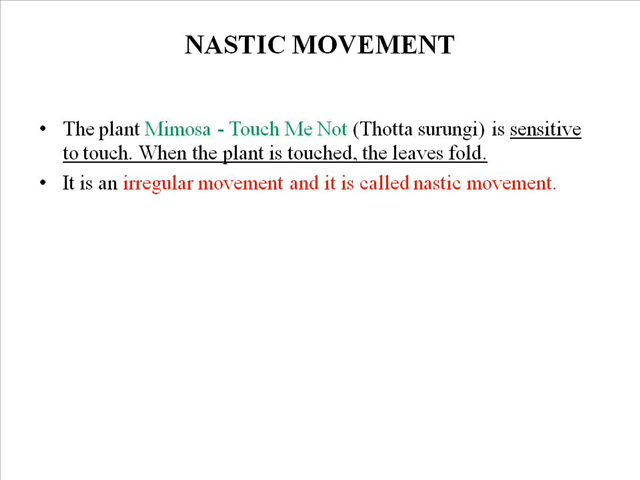 NASTIC MOVEMENT
• The plant Mimosa - Touch Me Not (Thotta surungi) is sensitive
to touch. When the plant is touched, the leaves fold.
• It is an irregular movement and it is called nastic movement.